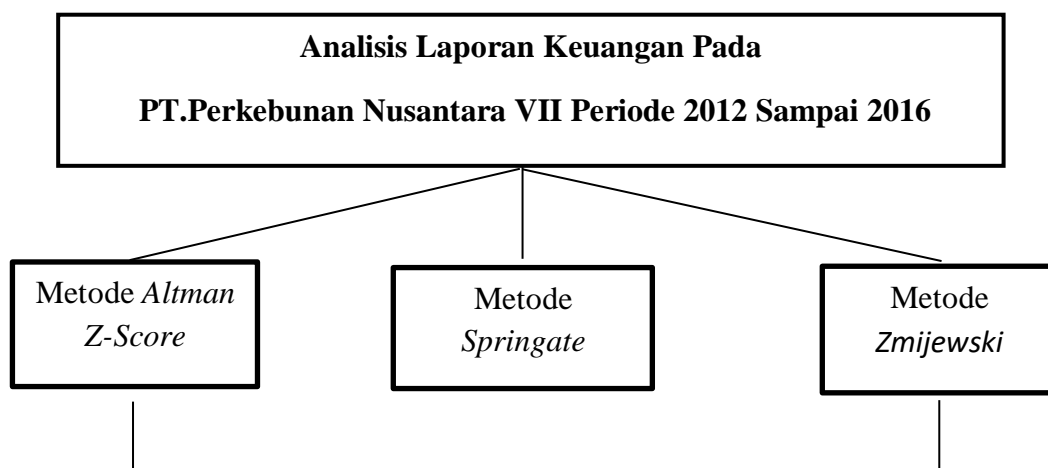 Analisis Laporan Keuangan Pada
PT.Perkebunan Nusantara VII Periode 2012 Sampai 2016
Metode Altman
Z-Score
Metode
Springate
Metode
Zmijewski